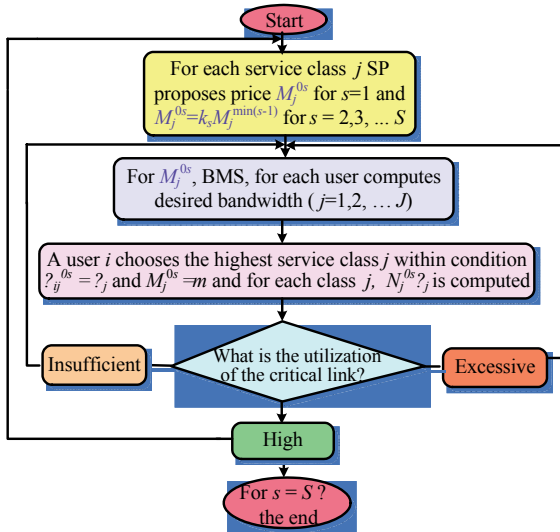 Start
For each service class j SP
proposes price M_j^0s for s=1 and
M_j^0s=k_sM_j^min(s-1) for s = 2,3, ... S
For M_j^0s, BMS, for each user computes
desired bandwidth ( j=1,2, … J)
A user i chooses the highest service class j within condition
?_ij^0s = ?_j and M_j^0s =m and for each class j, N_j^0s ?_j is computed
What is the utilization
of the critical link?
Insufficient
Excessive
High
For s = S ?
the end